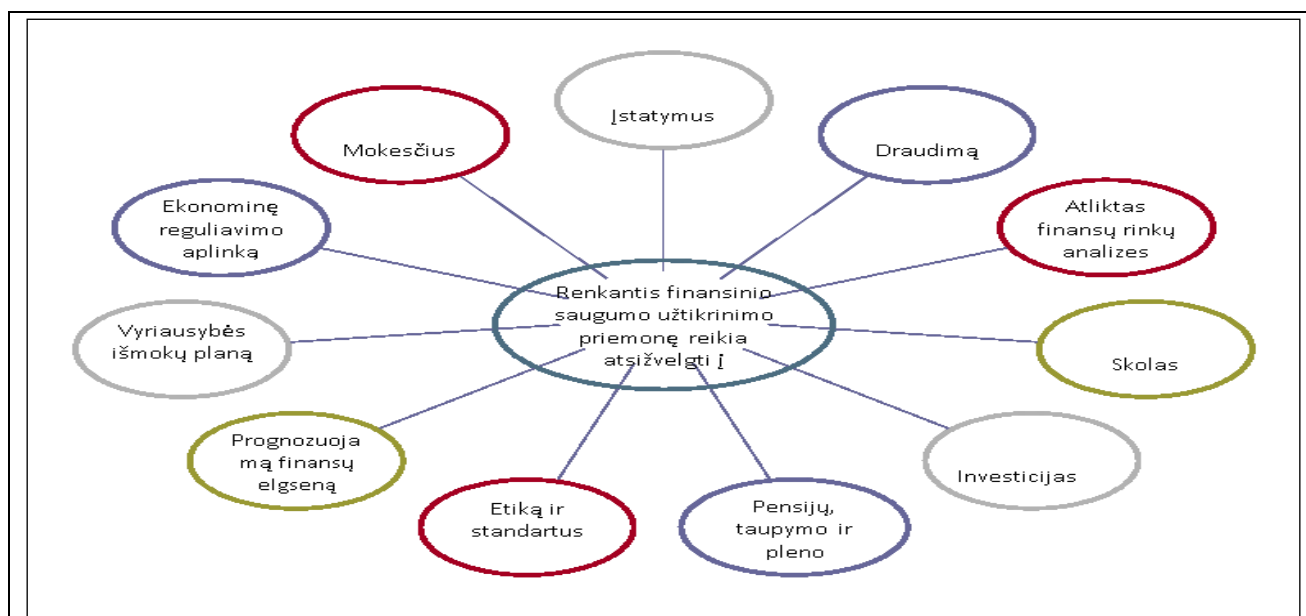 Įstatymus
Mokesčius
Draudimą
Ekonominę
reguliavimo
aplinką
Atliktas
finansų rinkų
analizes
Renkantis finansinio
saugumo užtikrinimo
priemonę reikia
atsižvelgti į
Vyriausybės
išmokų planą
Skolas
Prognozuoja
mą finansų
elgseną
Investicijas
Etiką ir
standartus
Pensijų,
taupymo ir
pleno